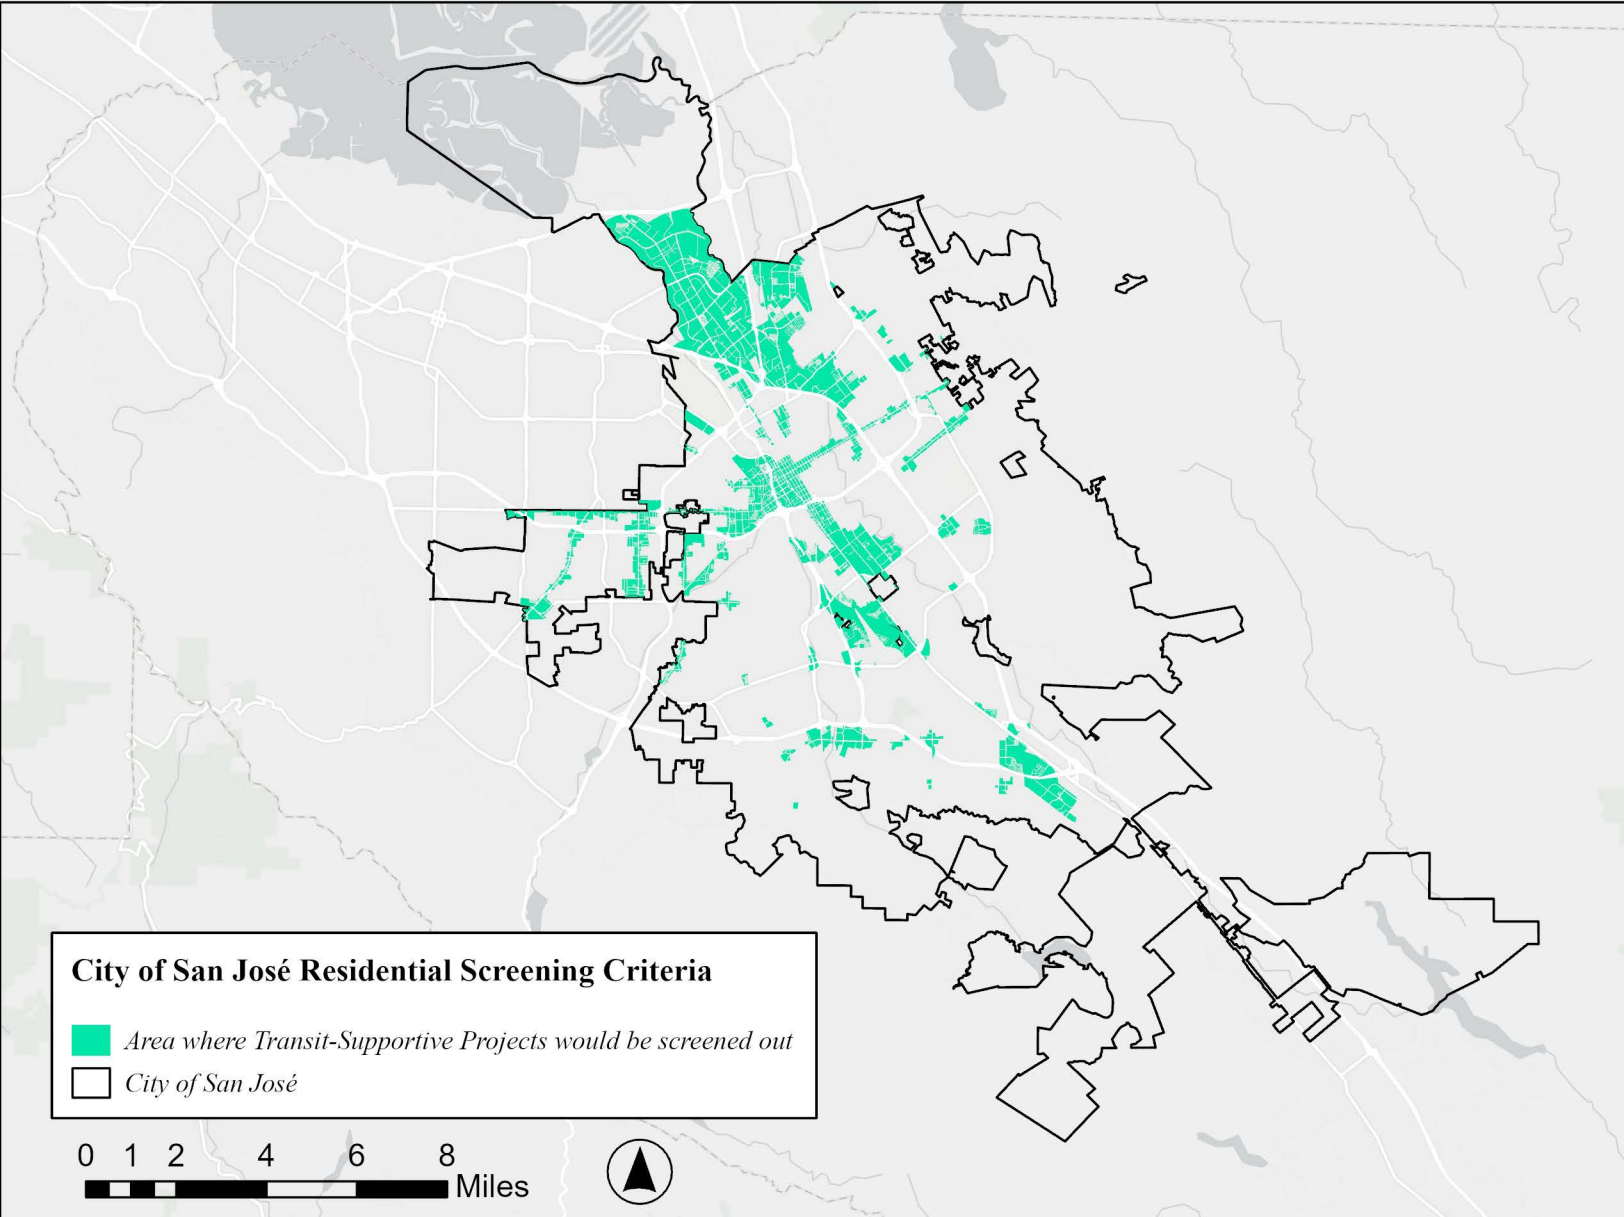 City of San José Residential Screening Criteria
Area where Transit-Supportive Projects would be screened out
City of San José
0 1 2 4 6 8
Miles